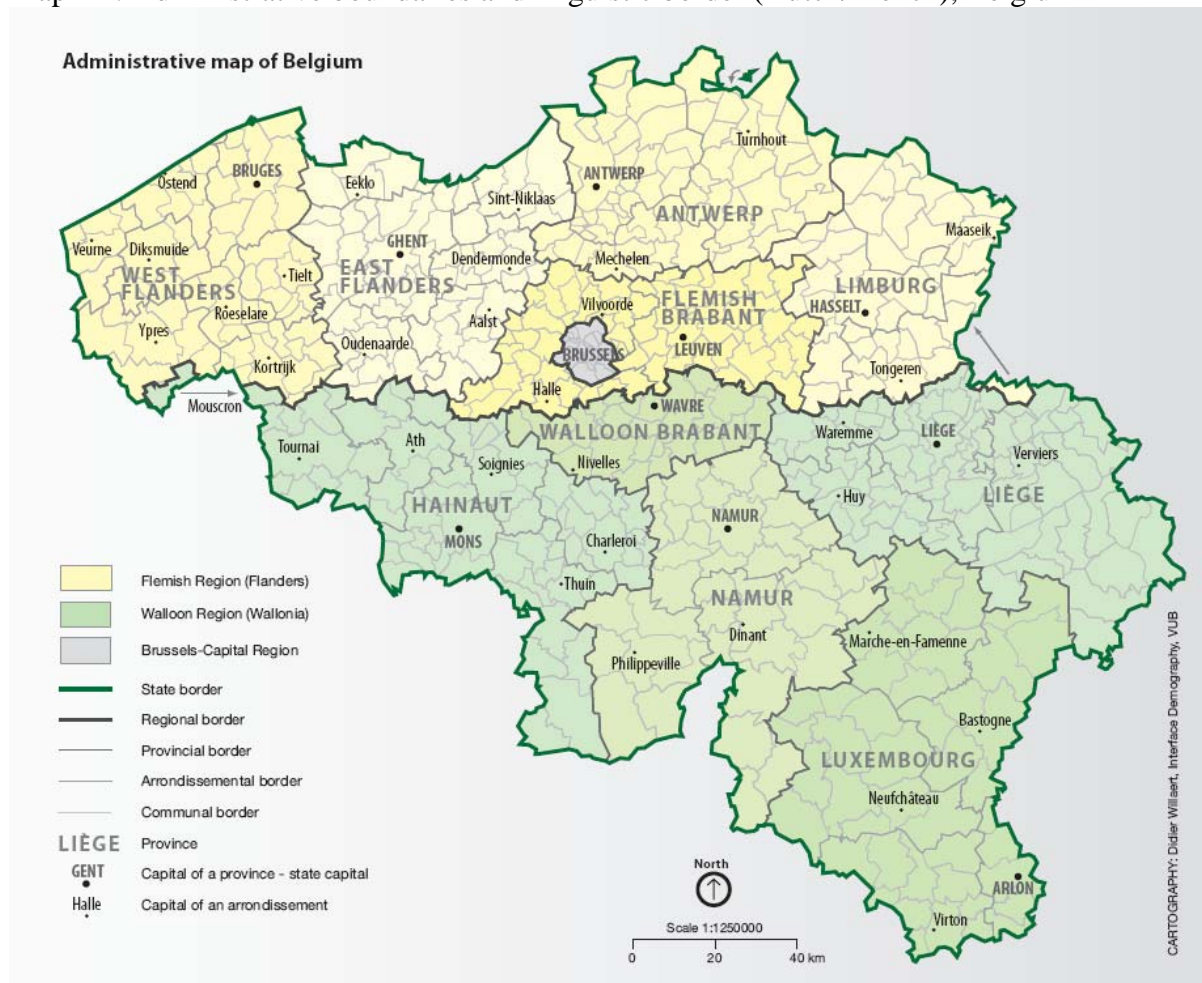 Administrative map of Belgium
Turnhout
Ostend
BRUGES
Eeklo
ANTWERP
Sint-Niklaas
ANTWERP
Maaseik
Veurne
Diksmuide
GHENT
Dendermonde
Mechelen
WEST
FLANDERS
Tielt
EAST
FLANDERS
LIMBURG
HASSELT
Vilvoorde
FLEMISH
BRABANT
Roeselare
Aalst
Ypres
Oudenaarde
BRUSSELS
LEUVEN
Kortrijk
Tongeren
Halle
Mouscron
WAVRE
WALLOON BRABANT
Waremme
LIÈGE
Tournai
Ath
Soignies
Nivelles
Verviers
Huy
LIÈGE
HAINAUT
MONS
NAMUR
Charleroi
Thuin
NAMUR
Dinant
Marche-en-Famenne
Philippeville
Bastogne
LUXEMBOURG
Neufchâteau
ARLON
Virton
Flemish Region (Flanders)
Walloon Region (Wallonia)
Brussels-Capital Region
State border
Regional border
Provincial border
Arrondissemental border
Communal border
LIÈGE Province
GENT Capital of a province - state capital
Halle Capital of an arrondissement
North
Scale 1:1250000
0 20 40 km
CARTOGRAPHY: Didier Willaert, Interface Demography, VUB